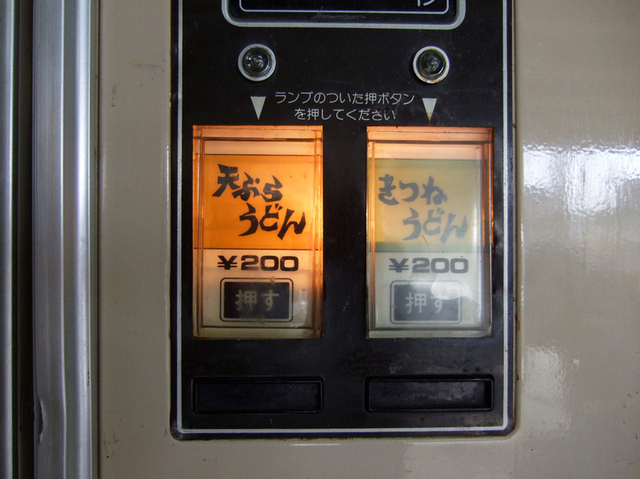 ランプのついた押ボタン
を押してください
天ぷら
うどん
¥200
押す
きつね
うどん
¥200
押す